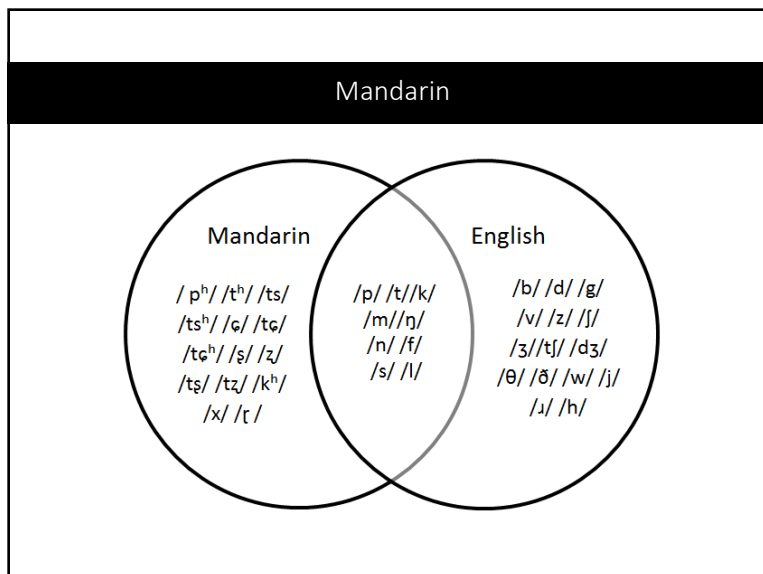 Mandarin
Mandarin
English
/ pʰ/ /tʰ/ /ts/
/tsʰ/ /ɕ/ /tɕ/
/tɕʰ/ /ʂ/ /ʐ/
/tʂ/ /tʐ/ /kʰ/
/x/ /ɽ /
/p/ /t//k/
/m//ŋ/
/n/ /f/
/s/ /l/
/b/ /d/ /g/
/v/ /z/ /ʃ/
/ʒ//tʃ/ /dʒ/
/θ/ /ð/ /w/ /j/
/ɹ/ /h/